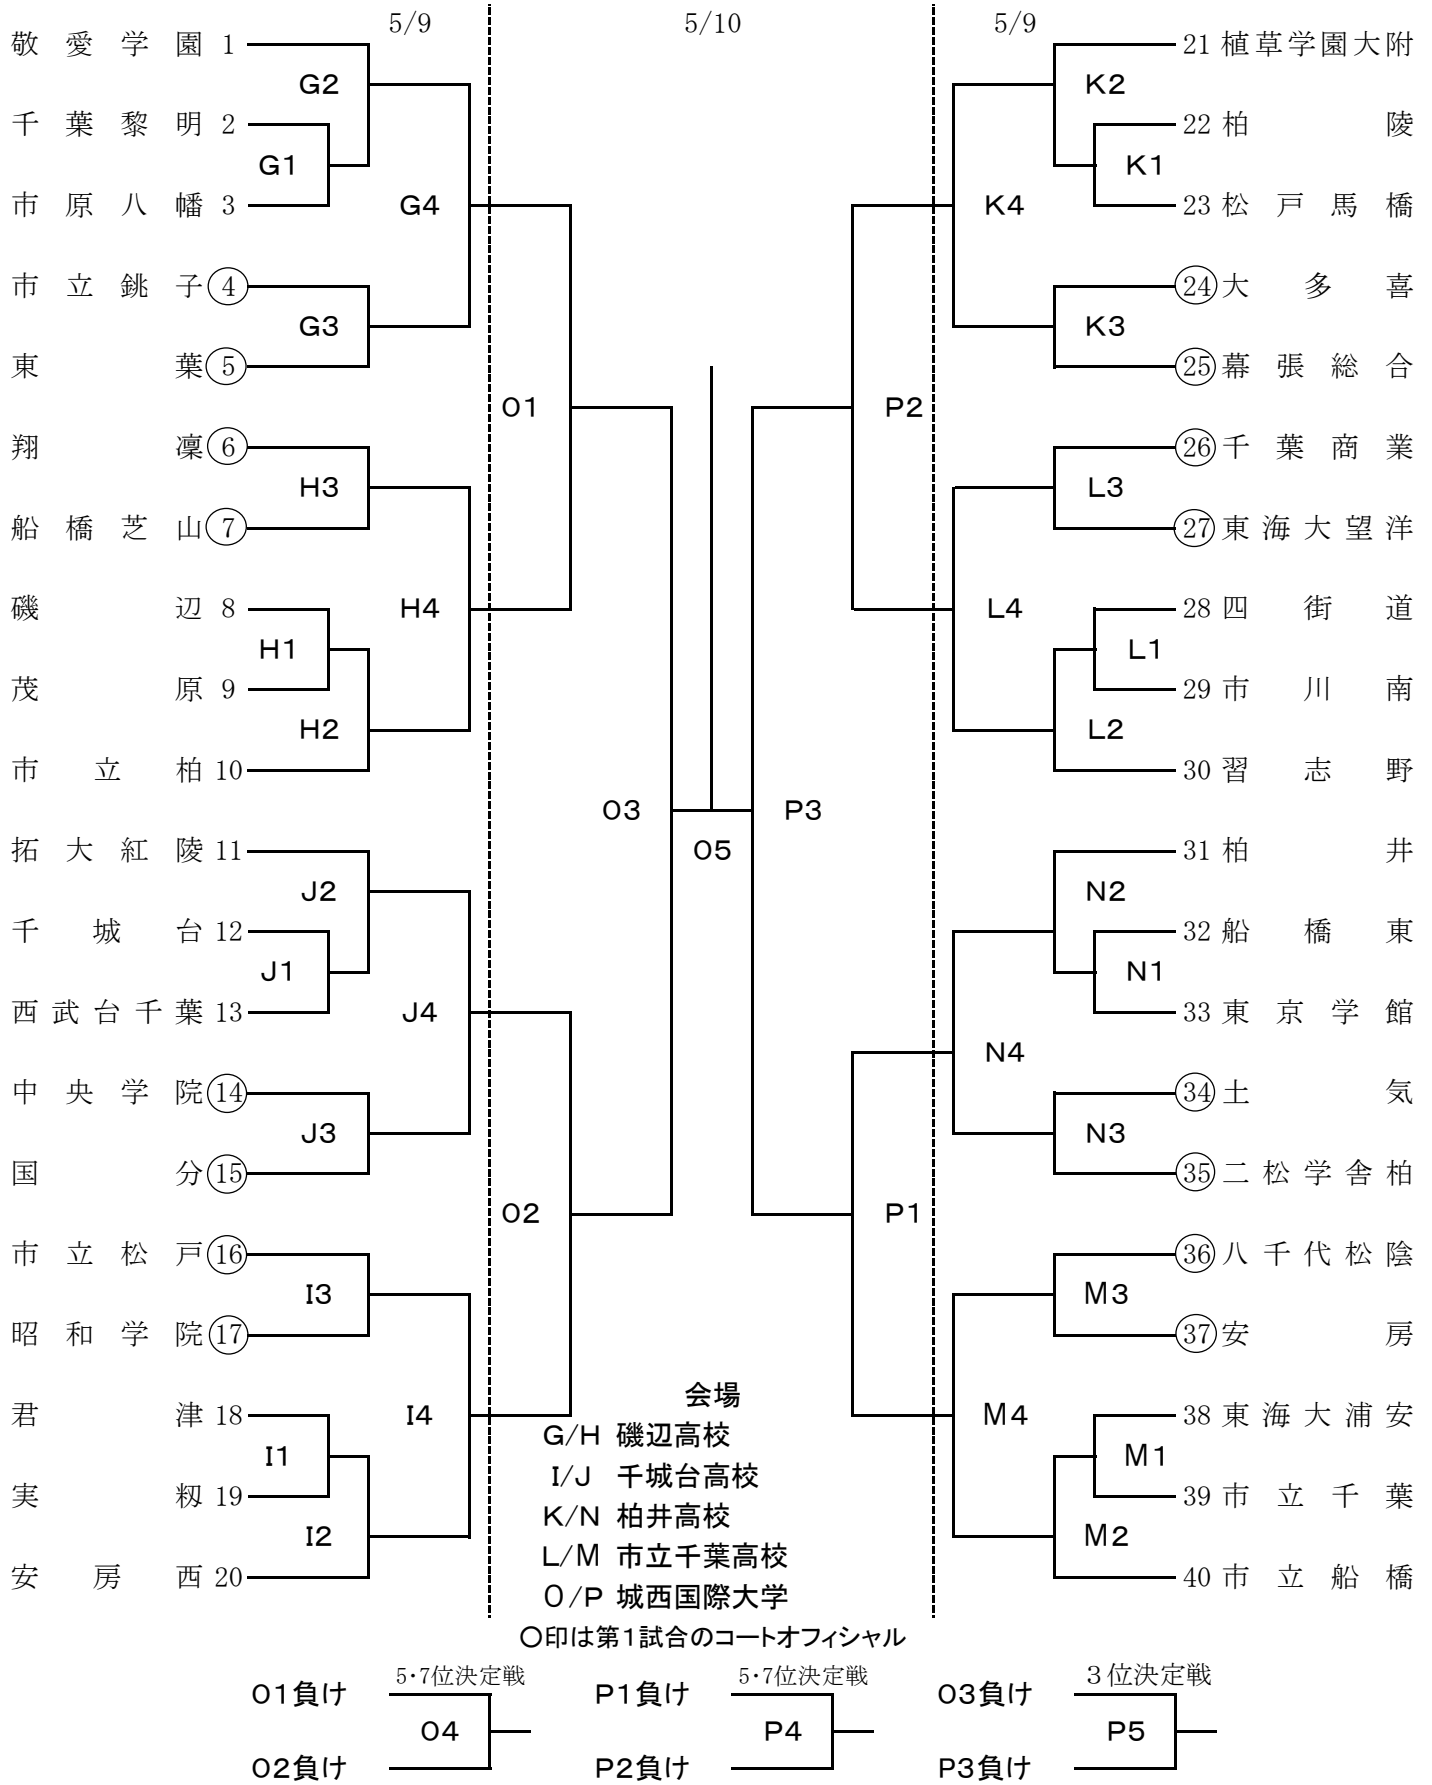 5/9 5/10 5/9
敬愛学園 1
G2
千葉黎明 2
G1
市原八幡 3
G4
市立銚子 ④
G3
東葉 ⑤
O1
翔凜 ⑥
H3
船橋芝山 ⑦
磯辺 8
H4
H1
茂原 9
H2
市立柏 10
O3
拓大紅陵 11
J2
千城台 12
J1
西武台千葉 13
J4
中央学院 ⑭
J3
国分 ⑮
O2
市立松戸 ⑯
I3
昭和学院 ⑰
君津 18
I4
I1
実籾 19
I2
安房西 20
O5
21 植草学園大附
K2
22 柏陵
K1
23 松戸馬橋
K4
㉔ 大多喜
K3
㉕ 幕張総合
P2
㉖ 千葉商業
L3
㉗ 東海大望洋
28 四街道
L4
L1
29 市川南
L2
30 習志野
P3
31 柏井
N2
32 船橋東
N1
33 東京学館
N4
㉞ 土気
N3
㉟ 二松学舎柏
P1
㊱ 八千代松陰
M3
㊲ 安房
38 東海大浦安
M4
M1
39 市立千葉
M2
40 市立船橋
会場
G/H 磯辺高校
I/J 千城台高校
K/N 柏井高校
L/M 市立千葉高校
O/P 城西国際大学
○印は第1試合のコートオフィシャル
5・7位決定戦
O1負け
O4
O2負け
5・7位決定戦
P1負け
P4
P2負け
3位決定戦
O3負け
P5
P3負け